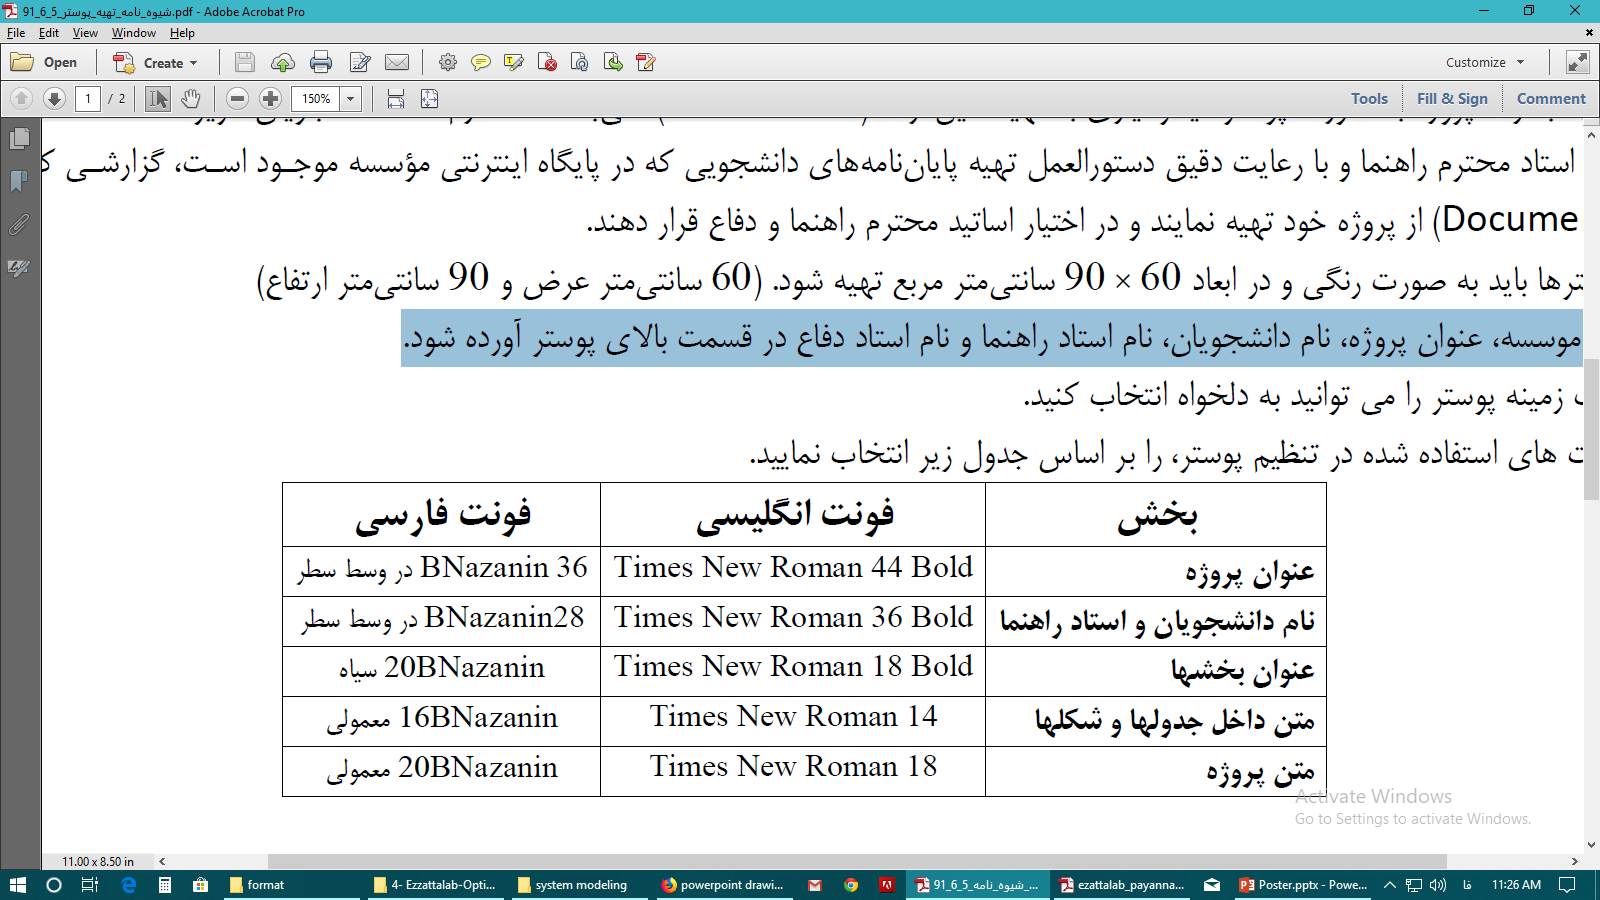 91_6_5_شیوه_نامه_تهیه_پوستر.pdf - Adobe Acrobat Pro
File Edit View Window Help
Open Create Customize
1 / 2 150% Tools Fill & Sign Comment
استاد محترم راهنما و با رعایت دقیق دستورالعمل تهیه پایان‌نامه‌های دانشجویی که در پایگاه اینترنتی مؤسسه موجود است، گزارشی
Docume) از پروژه خود تهیه نمایند و در اختیار اساتید محترم راهنما و دفاع قرار دهند.
ترها باید به صورت رنگی و در ابعاد 60 × 90 سانتی‌متر مربع تهیه شود. (60 سانتی‌متر عرض و 90 سانتی‌متر ارتفاع)
موسسه، عنوان پروژه، نام دانشجویان، نام استاد راهنما و نام استاد دفاع در قسمت بالای پوستر آورده شود.
زمینه پوستر را می توانید به دلخواه انتخاب کنید.
ت های استفاده شده در تنظیم پوستر، را بر اساس جدول زیر انتخاب نمایید.
بخش فونت انگلیسی فونت فارسی
عنوان پروژه Times New Roman 44 Bold BNazanin 36 در وسط سطر
نام دانشجویان و استاد راهنما Times New Roman 36 Bold BNazanin28 در وسط سطر
عنوان بخشها Times New Roman 18 Bold 20BNazanin سیاه
متن داخل جدولها و شکلها Times New Roman 14 16BNazanin معمولی
متن پروژه Times New Roman 18 20BNazanin معمولی
Activate Windows
Go to Settings to activate Windows.
11.00 x 8.50 in
format 4- Ezzattalab-Opti... system modeling powerpoint drawi... 91_6_5_شیوه_نامه_... ezattalab_payanna... Poster.pptx - Powe... فا 11:26 AM